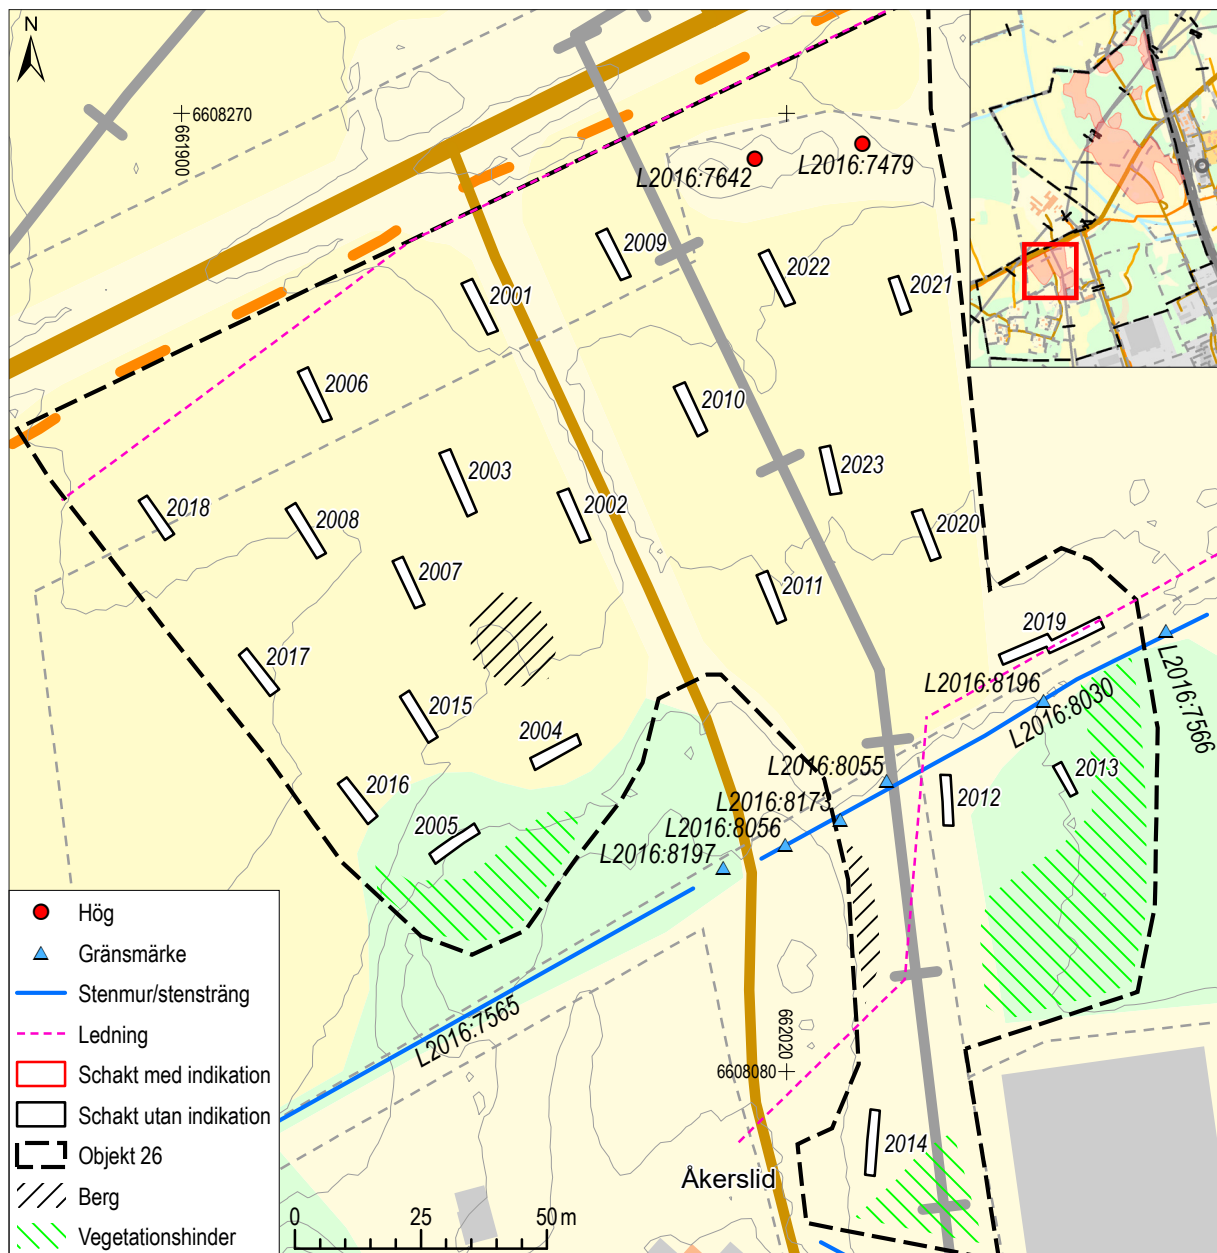 N
6608270
661900
L2016:7642
L2016:7479
2009
2022
2021
2001
2006
2010
2003
2002
2023
2018
2008
2020
2007
2011
2019
2017
L2016:8196
L2016:8030
L2016:7566
2015
2004
L2016:8055
2013
2016
L2016:8173
2012
2005
L2016:8056
L2016:8197
L2016:7565
662020
6608080
2014
Åkerslid
Hög
Gränsmärke
Stenmur/stensträng
Ledning
Schakt med indikation
Schakt utan indikation
Objekt 26
Berg
Vegetationshinder
0 25 50 m